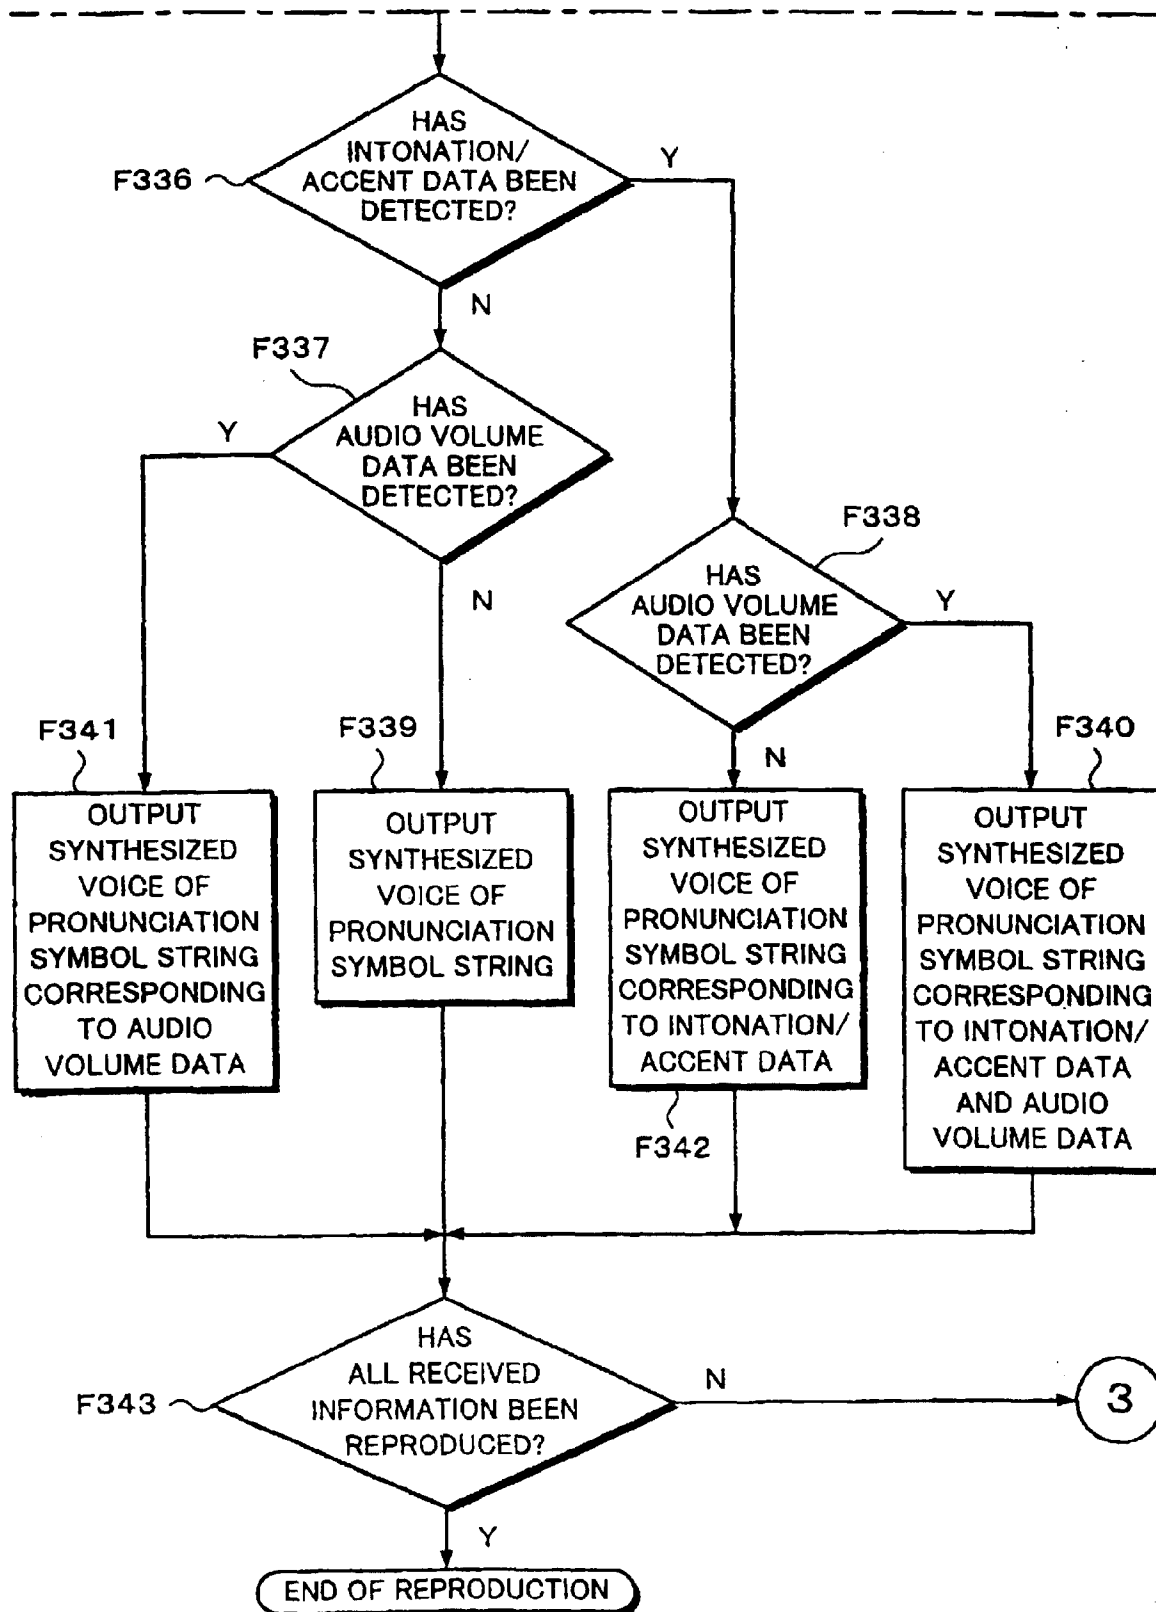 HAS
INTONATION/
ACCENT DATA BEEN
DETECTED?
F336
Y
N
F337
HAS
AUDIO VOLUME
DATA BEEN
DETECTED?
Y
N
F338
HAS
AUDIO VOLUME
DATA BEEN
DETECTED?
Y
N
F341
OUTPUT
SYNTHESIZED
VOICE OF
PRONUNCIATION
SYMBOL STRING
CORRESPONDING
TO AUDIO
VOLUME DATA
F339
OUTPUT
SYNTHESIZED
VOICE OF
PRONUNCIATION
SYMBOL STRING
OUTPUT
SYNTHESIZED
VOICE OF
PRONUNCIATION
SYMBOL STRING
CORRESPONDING
TO INTONATION/
ACCENT DATA
F342
F340
OUTPUT
SYNTHESIZED
VOICE OF
PRONUNCIATION
SYMBOL STRING
CORRESPONDING
TO INTONATION/
ACCENT DATA
AND AUDIO
VOLUME DATA
HAS
ALL RECEIVED
INFORMATION BEEN
REPRODUCED?
F343
N
3
Y
END OF REPRODUCTION